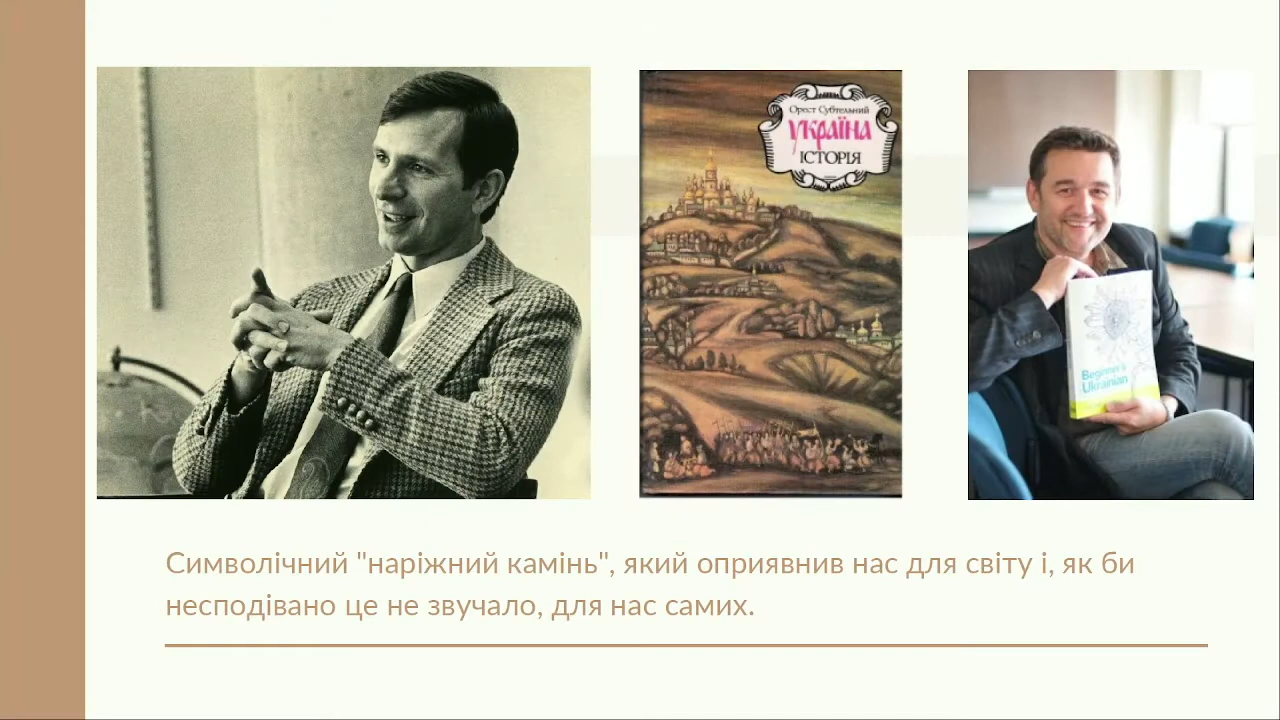 Орест Субтельний
україна
ІСТОРІЯ
Beginner's
Ukrainian
Символічний "наріжний камінь", який оприявнив нас для світу і, як би
несподівано це не звучало, для нас самих.